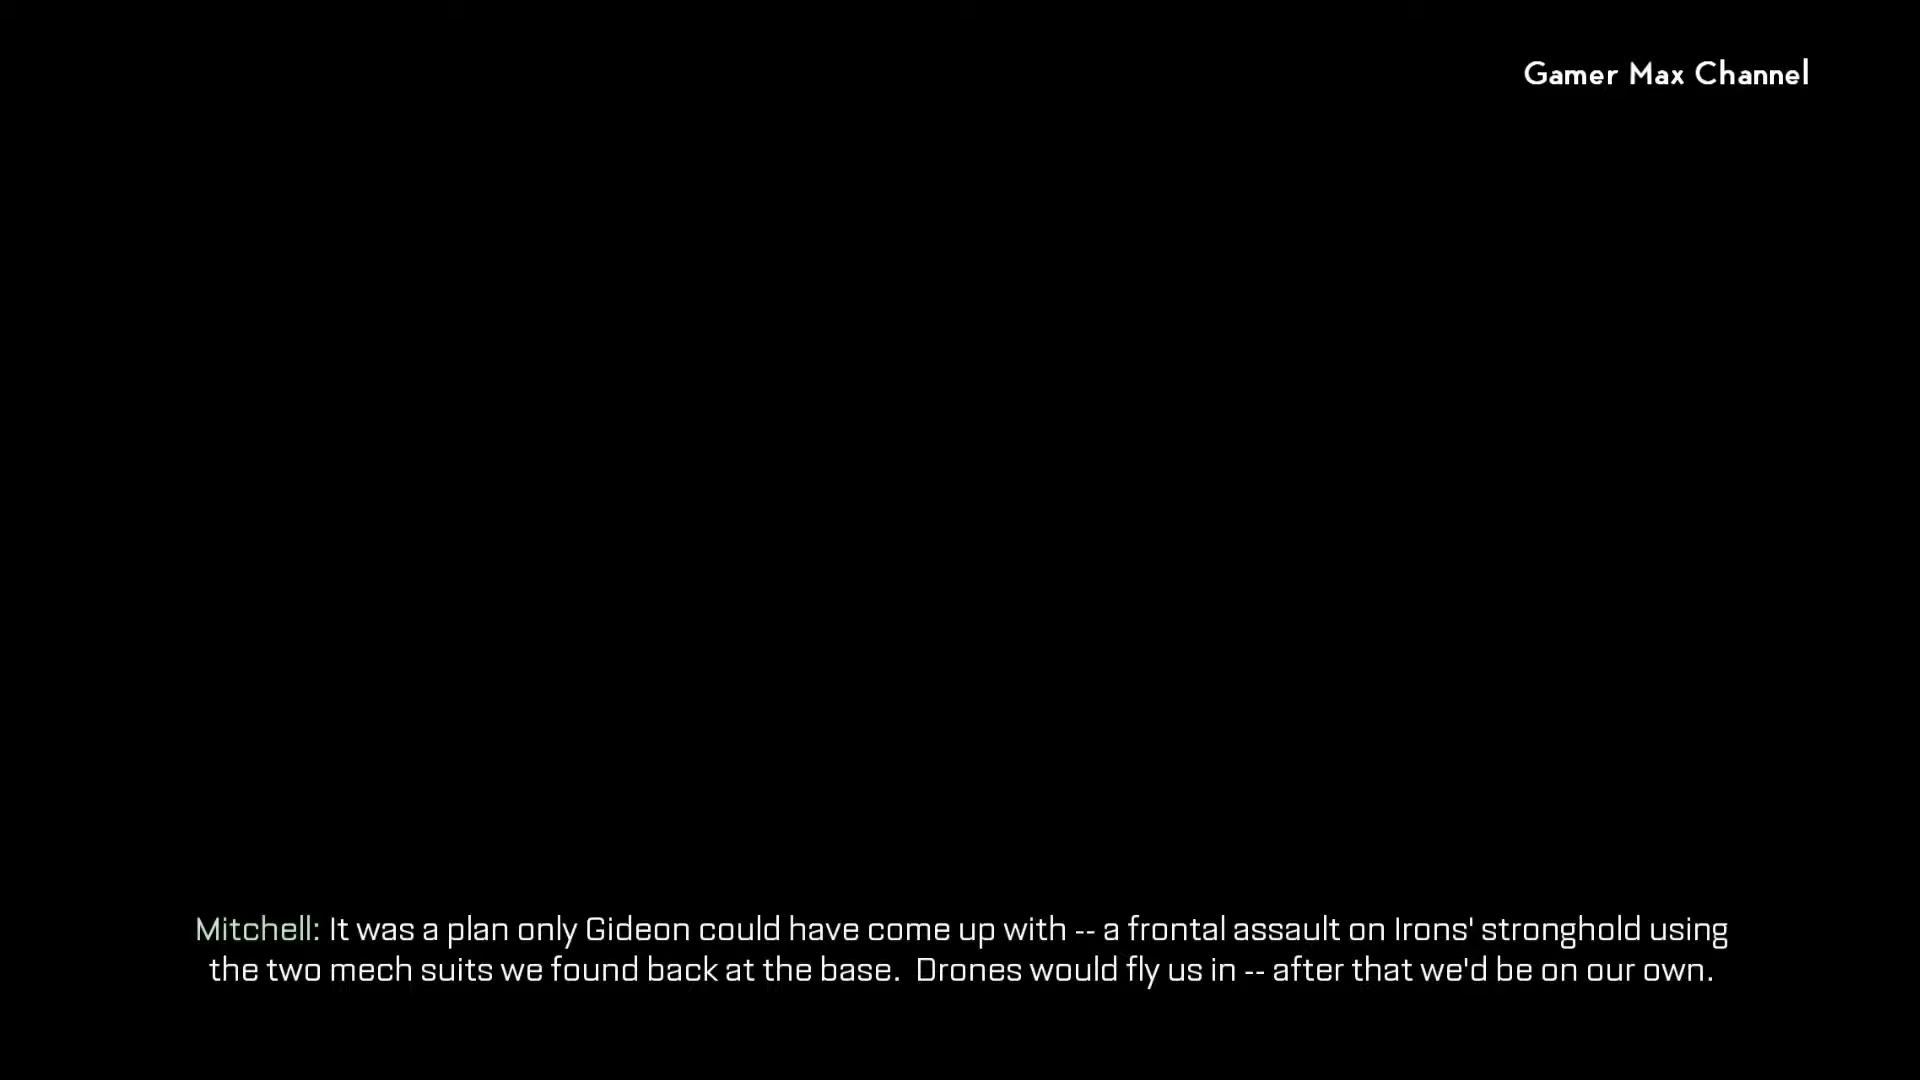 Gamer Max Channel
Mitchell: It was a plan only Gideon could have come up with -- a frontal assault on Irons' stronghold using
the two mech suits we found back at the base.  Drones would fly us in -- after that we'd be on our own.